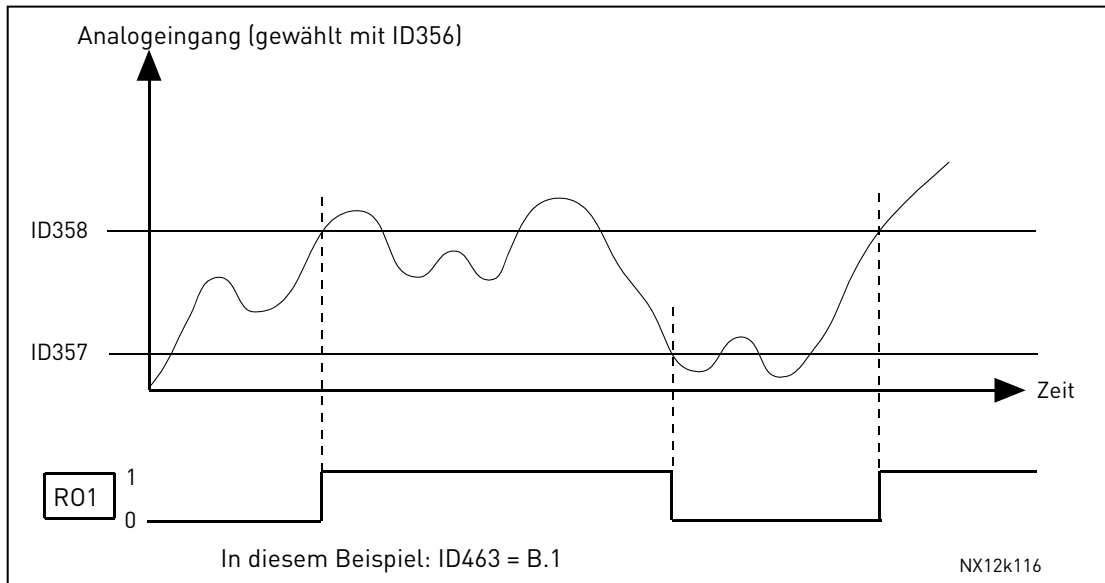 Analogeingang (gewählt mit ID356)
ID358
ID357
Zeit
RO1
1
0
In diesem Beispiel: ID463 = B.1
NX12k116